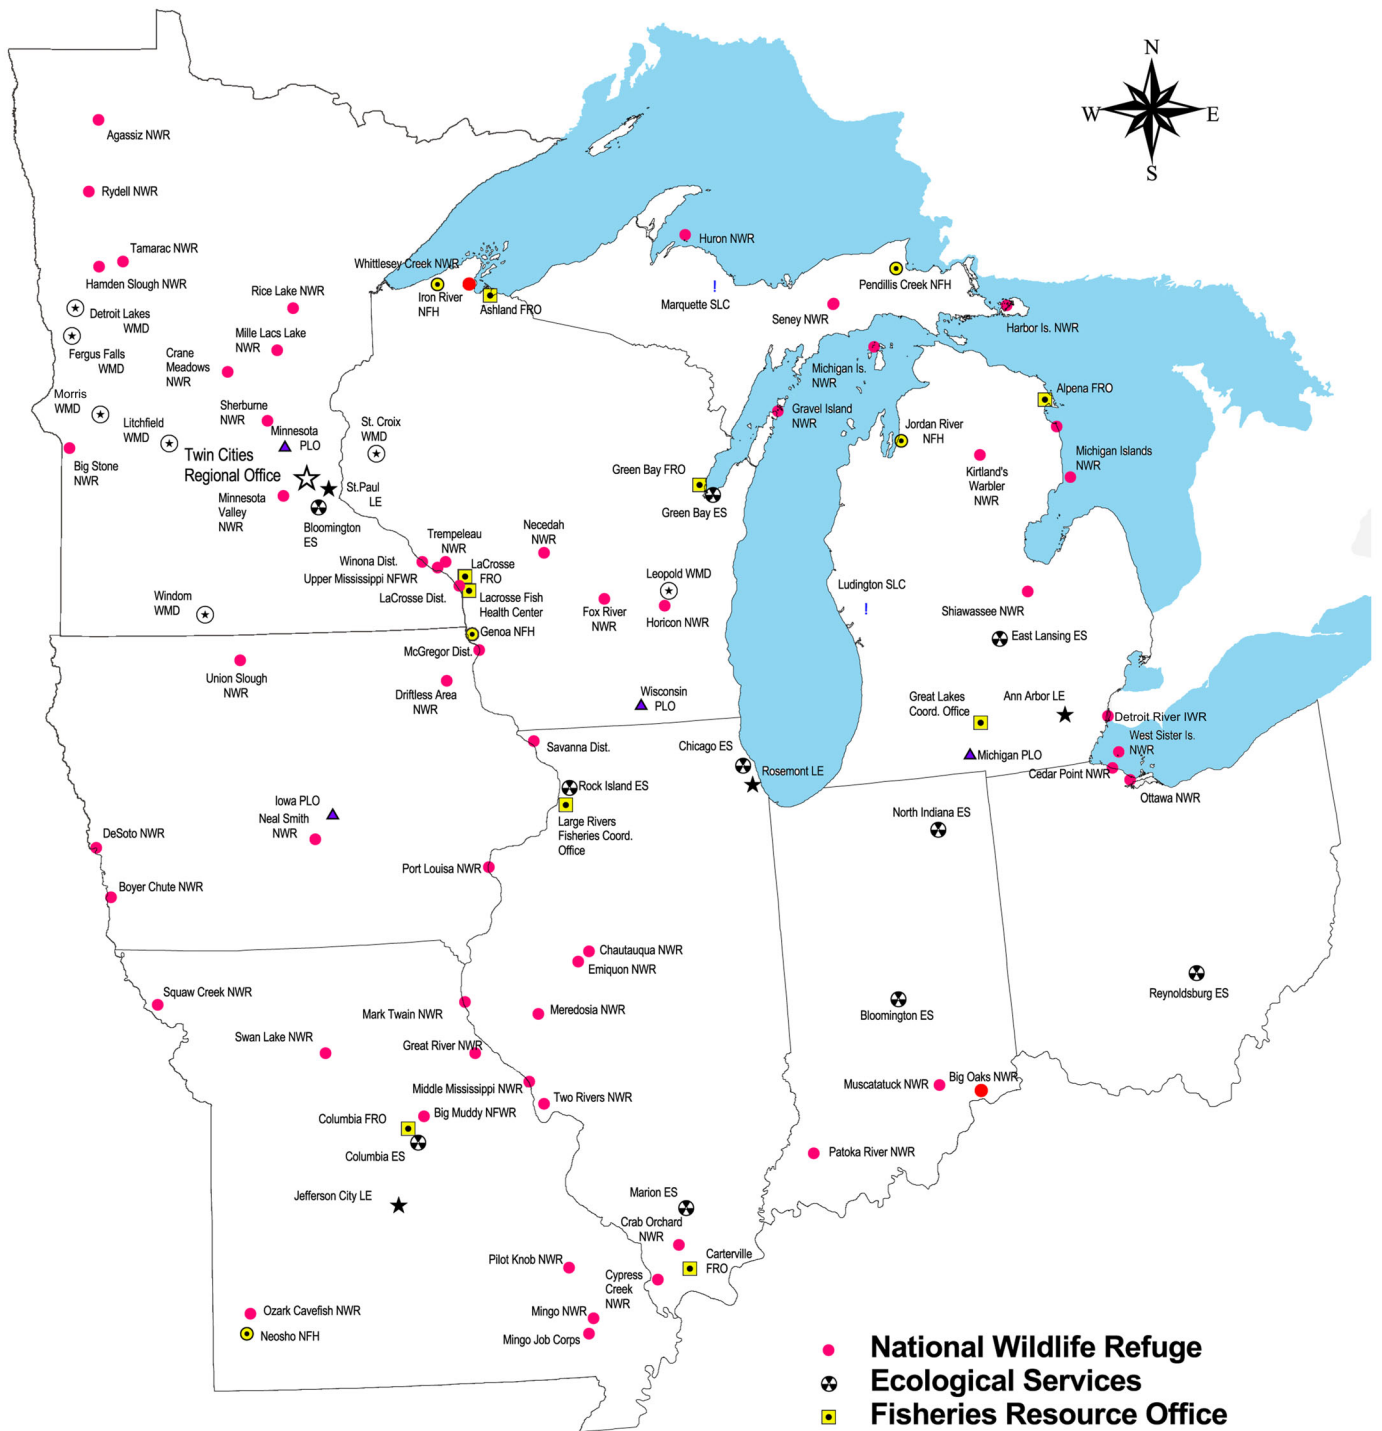 N
W
E
S
Agassiz NWR
Rydell NWR
Tamarac NWR
Hamden Slough NWR
Detroit Lakes
WMD
Fergus Falls
WMD
Rice Lake NWR
Mille Lacs Lake
NWR
Crane
Meadows
NWR
Morris
WMD
Litchfield
WMD
Sherburne
NWR
Minnesota
PLO
Big Stone
NWR
Twin Cities
Regional Office
St.Paul
LE
Minnesota
Valley
NWR
Bloomington
ES
Windom
WMD
Whittlesey Creek NWR
Iron River
NFH
Ashland FRO
St. Croix
WMD
Huron NWR
Marquette SLC
Pendillis Creek NFH
Seney NWR
Harbor Is. NWR
Michigan Is.
NWR
Gravel Island
NWR
Alpena FRO
Jordan River
NFH
Kirtland's
Warbler
NWR
Michigan Islands
NWR
Green Bay FRO
Green Bay ES
Necedah
NWR
Trempeleau
NWR
Winona Dist.
Upper Mississippi NFWR
LaCrosse
FRO
LaCrosse Dist.
Lacrosse Fish
Health Center
Genoa NFH
McGregor Dist.
Leopold WMD
Fox River
NWR
Horicon NWR
Ludington SLC
Shiawassee NWR
East Lansing ES
Union Slough
NWR
Driftless Area
NWR
Wisconsin
PLO
Great Lakes
Coord. Office
Ann Arbor LE
Detroit River IWR
West Sister Is.
NWR
Michigan PLO
Cedar Point NWR
Ottawa NWR
Savanna Dist.
Chicago ES
Rosemont LE
Rock Island ES
Large Rivers
Fisheries Coord.
Office
Iowa PLO
Neal Smith
NWR
North Indiana ES
DeSoto NWR
Boyer Chute NWR
Port Louisa NWR
Chautauqua NWR
Emiquon NWR
Meredosia NWR
Squaw Creek NWR
Mark Twain NWR
Swan Lake NWR
Great River NWR
Reynoldsburg ES
Bloomington ES
Middle Mississippi NWR
Two Rivers NWR
Muscatatuck NWR
Big Oaks NWR
Columbia FRO
Big Muddy NFWR
Columbia ES
Patoka River NWR
Jefferson City LE
Marion ES
Crab Orchard
NWR
Carterville
FRO
Pilot Knob NWR
Cypress
Creek
NWR
Ozark Cavefish NWR
Neosho NFH
Mingo NWR
Mingo Job Corps
National Wildlife Refuge
Ecological Services
Fisheries Resource Office